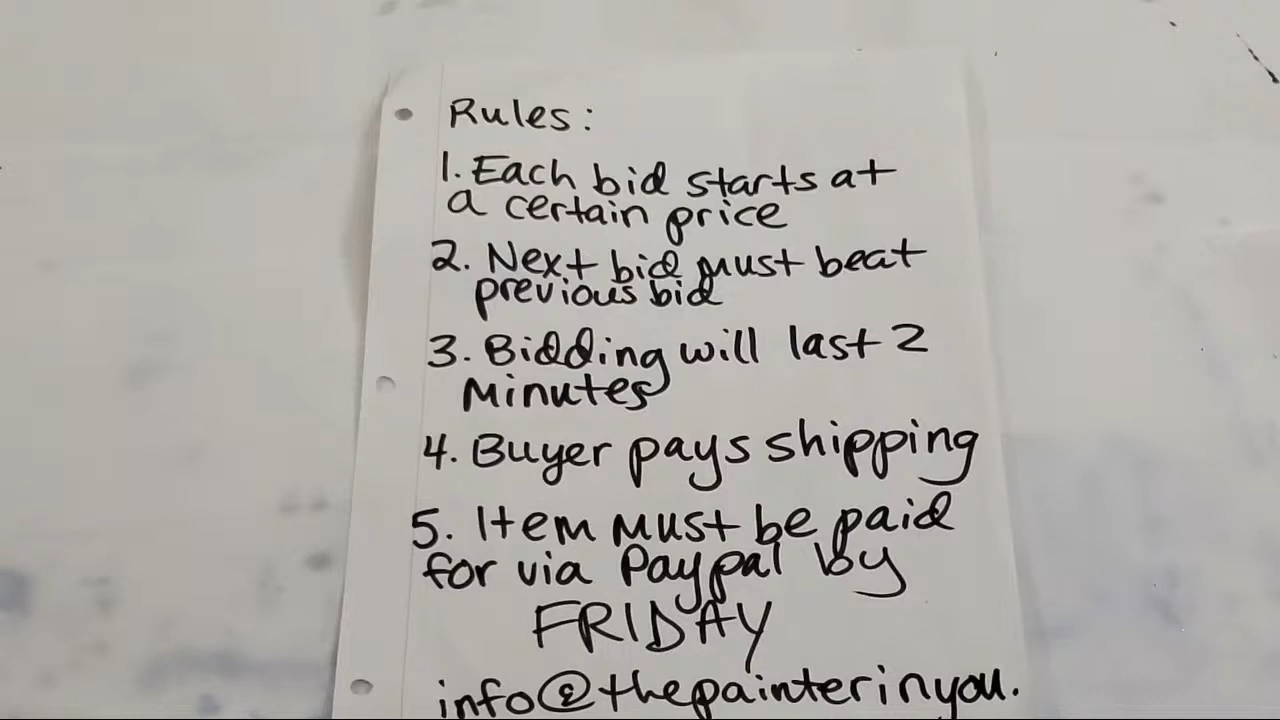 Rules:
1. Each bid starts at
a certain price
2. Next bid must beat
previous bid
3. Bidding will last 2
Minutes
4. Buyer pays shipping
5. Item must be paid
for via Paypal by
FRIDAY
info@thepainterinyou.